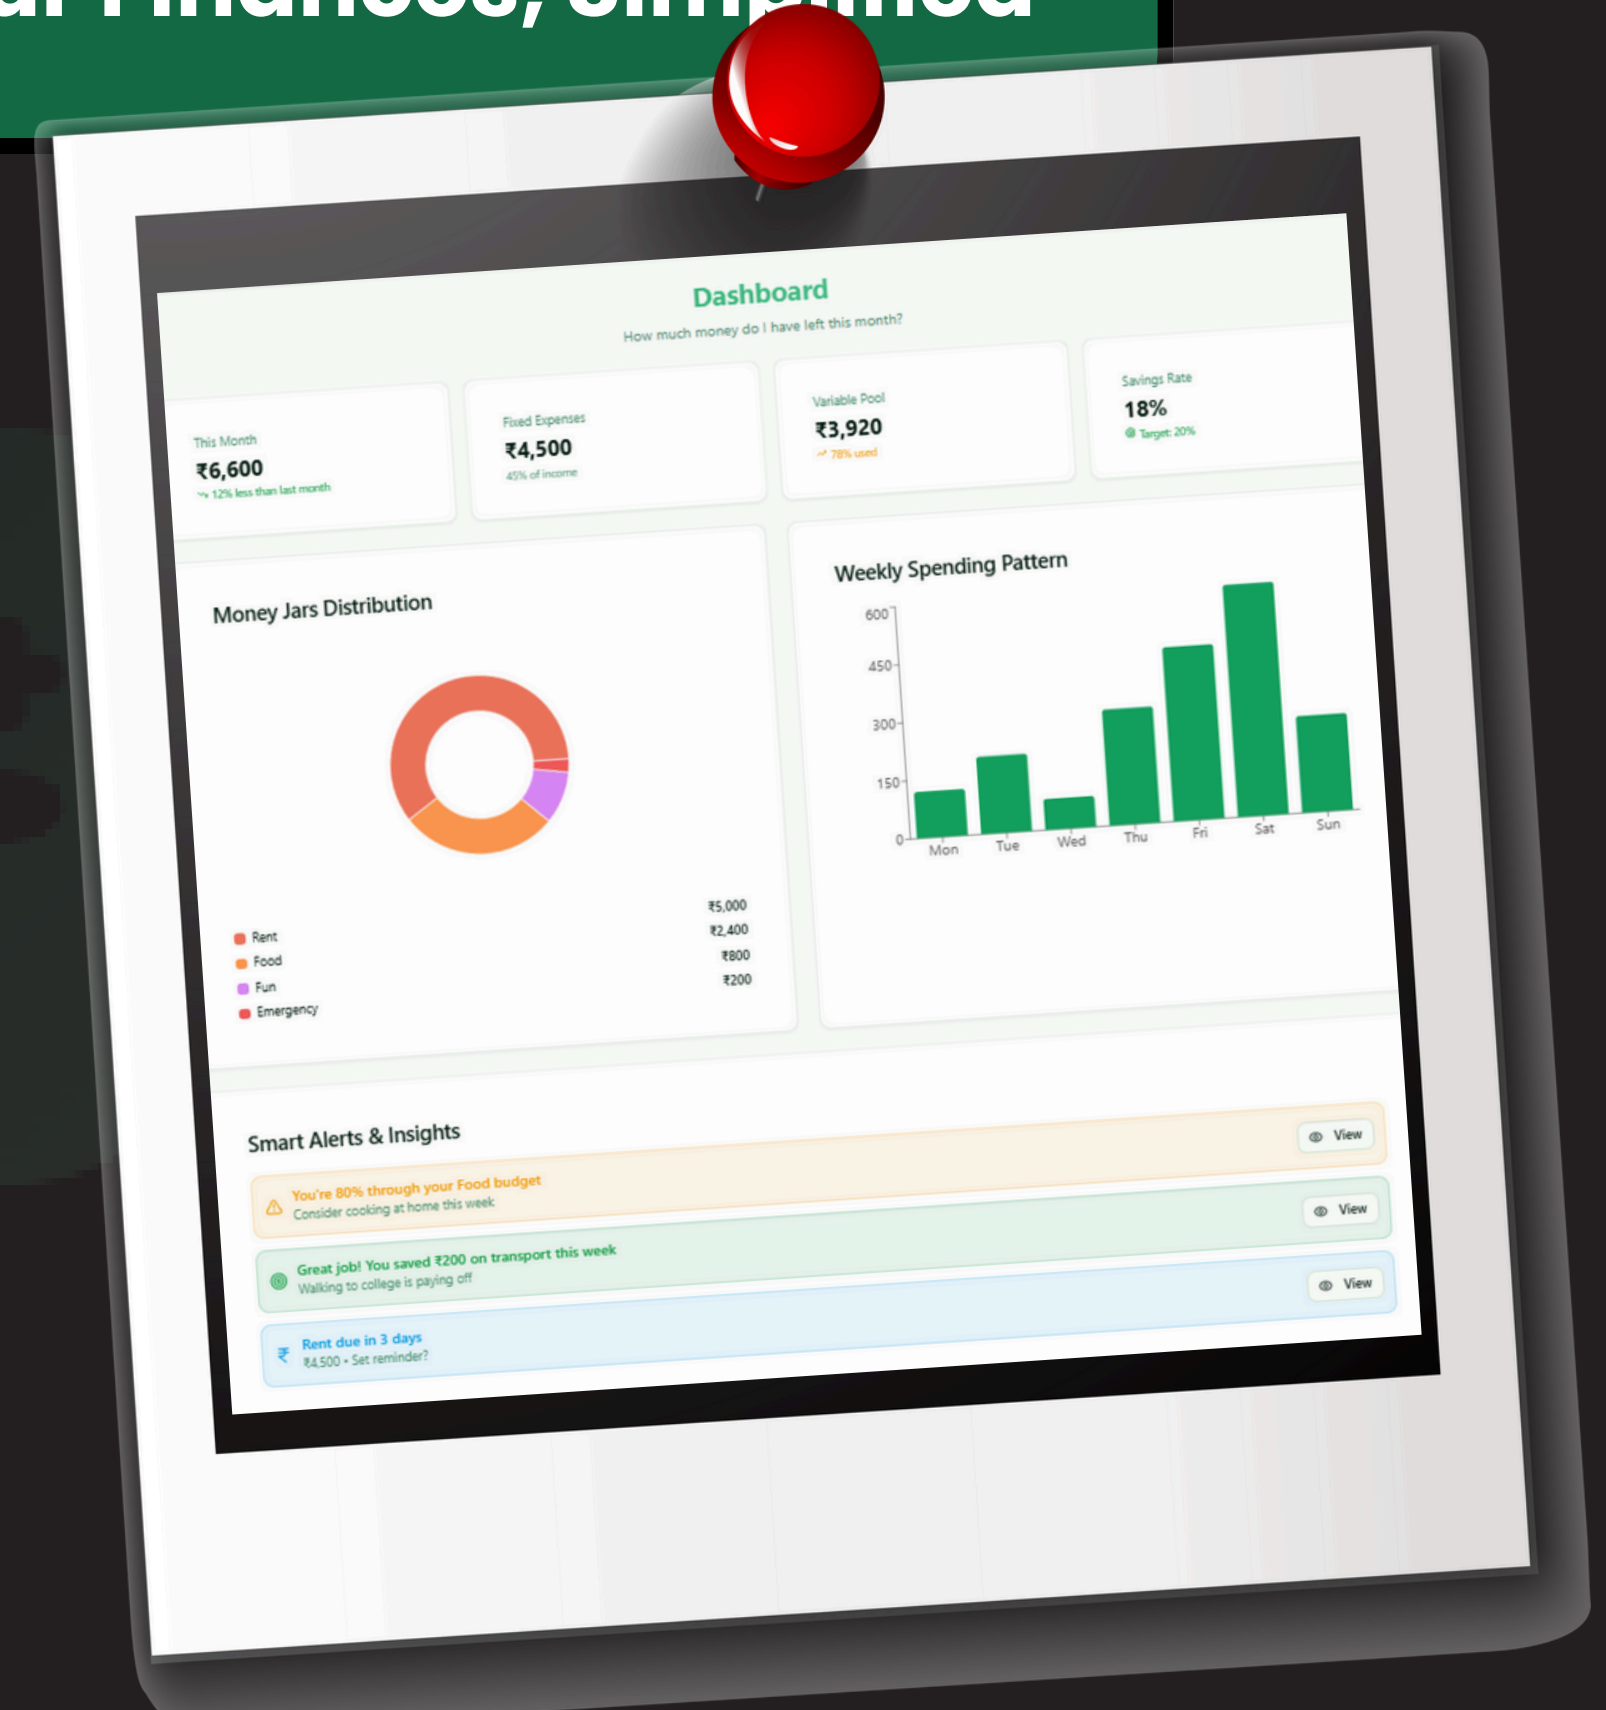 Finances, Simplified
Dashboard
How much money do I have left this month?
This Month
₹6,600
12% less than last month
Fixed Expenses
₹4,500
45% of income
Variable Pool
₹3,920
78% used
Savings Rate
18%
Target: 20%
Money Jars Distribution
Rent ₹5,000
Food ₹2,400
Fun ₹800
Emergency ₹200
Weekly Spending Pattern
600
450
300
150
0
Mon Tue Wed Thu Fri Sat Sun
Smart Alerts & Insights
You're 80% through your Food budget
Consider cooking at home this week
View
Great job! You saved ₹200 on transport this week
Walking to college is paying off
View
₹
Rent due in 3 days
₹4,500 • Set reminder?
View